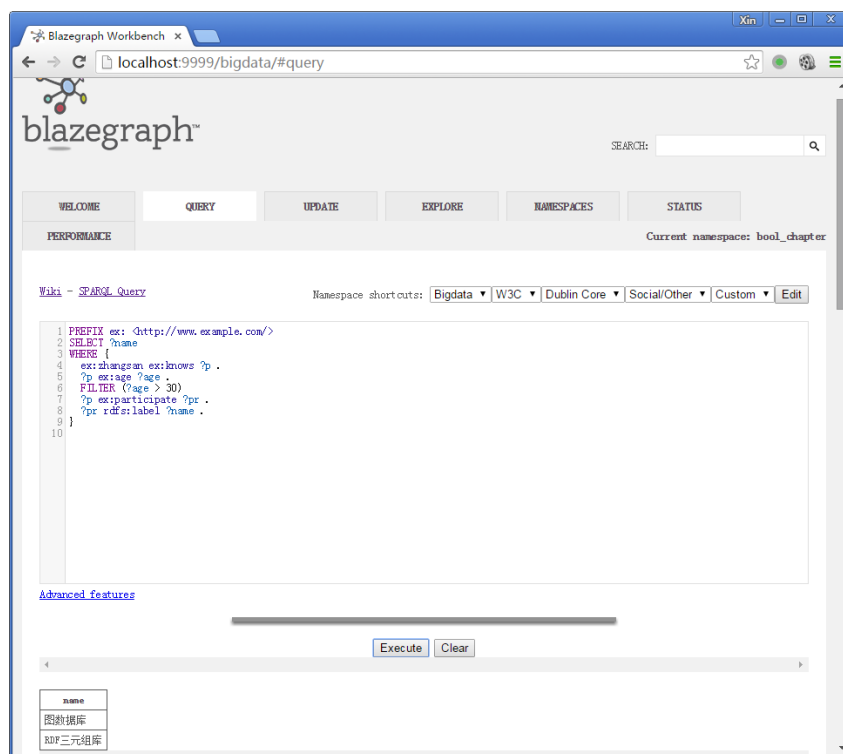 Xin
Blazegraph Workbench
localhost:9999/bigdata/#query
blazegraph™
SEARCH:
WELCOME QUERY UPDATE EXPLORE NAMESPACES STATUS
PERFORMANCE Current namespace: bool_chapter
Wiki - SPARQL Query Namespace shortcuts: Bigdata W3C Dublin Core Social/Other Custom Edit
1 PREFIX ex: <http://www.example.com/>
2 SELECT ?name
3 WHERE {
4 ex:zhangsan ex:knows ?p .
5 ?p ex:age ?age .
6 FILTER (?age > 30)
7 ?p ex:participate ?pr .
8 ?pr rdfs:label ?name .
9 }
10
Advanced features
Execute Clear
name
图数据库
RDF三元组库